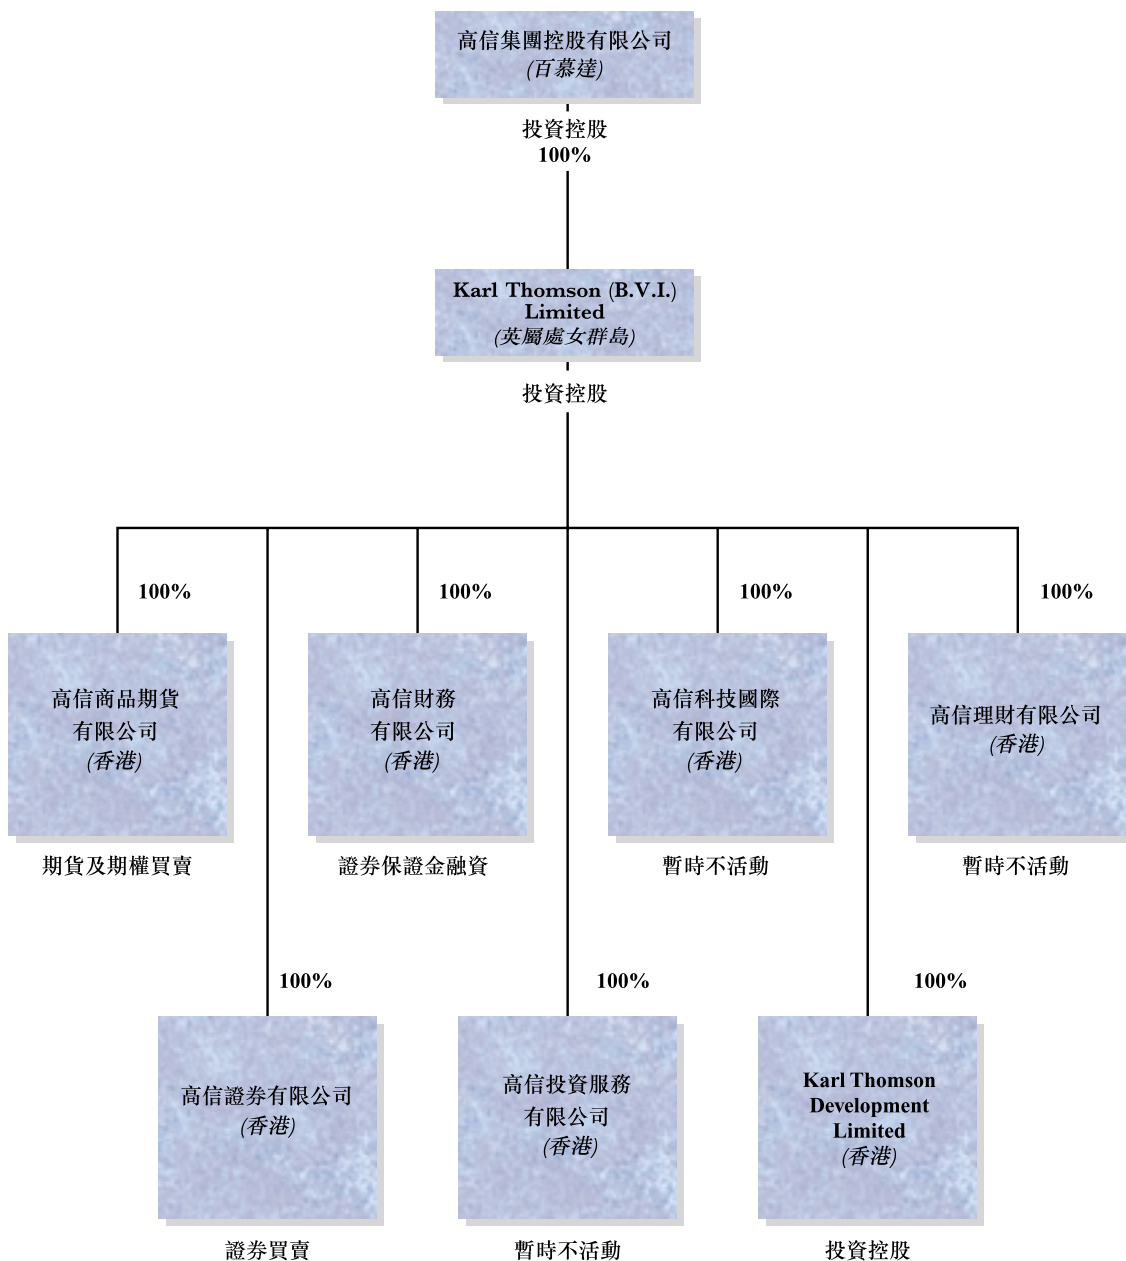 高信集團控股有限公司
(百慕達)
投資控股
100%
Karl Thomson (B.V.I.)
Limited
(英屬處女群島)
投資控股
100%
100%
100%
100%
高信商品期貨
有限公司
(香港)
高信財務
有限公司
(香港)
高信科技國際
有限公司
(香港)
高信理財有限公司
(香港)
期貨及期權買賣
證券保證金融資
暫時不活動
暫時不活動
100%
100%
100%
高信證券有限公司
(香港)
高信投資服務
有限公司
(香港)
Karl Thomson
Development
Limited
(香港)
證券買賣
暫時不活動
投資控股